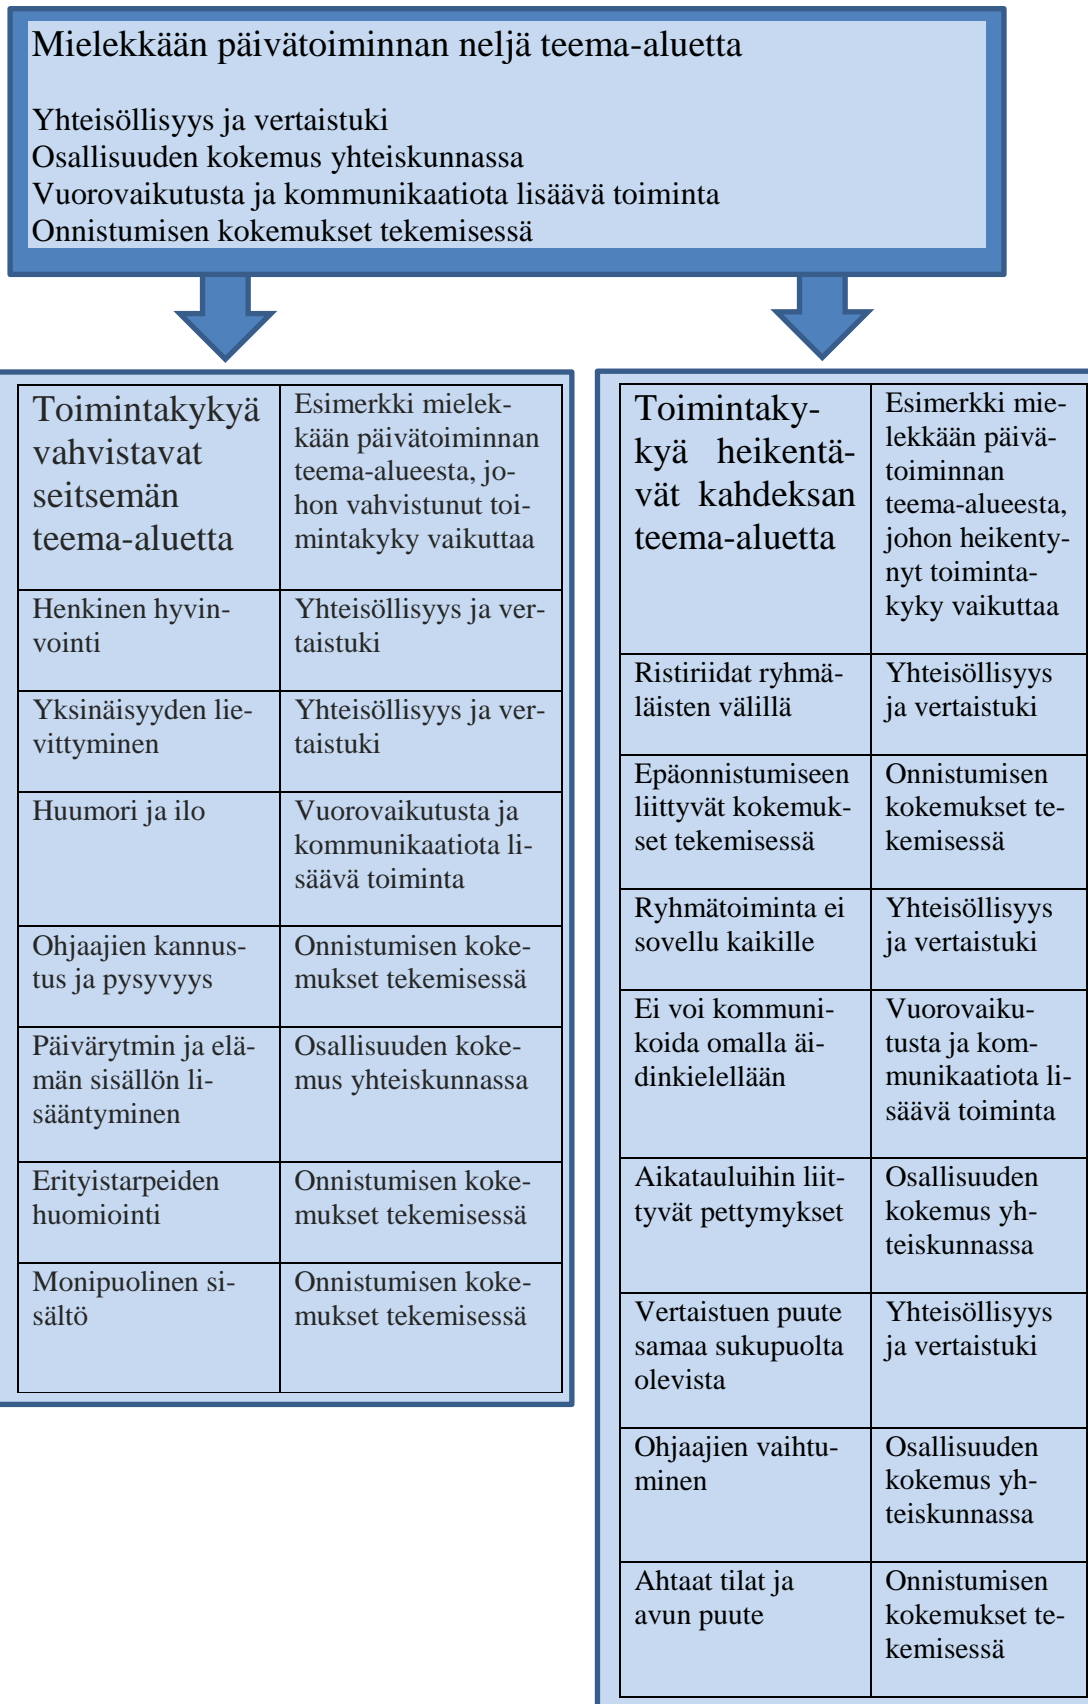 Mielekkään päivätoiminnan neljä teema-aluetta
Yhteisöllisyys ja vertaistuki
Osallisuuden kokemus yhteiskunnassa
Vuorovaikutusta ja kommunikaatiota lisäävä toiminta
Onnistumisen kokemukset tekemisessä
Toimintakykyä
vahvistavat
seitsemän
teema-aluetta
Esimerkki mielek-
kään päivätoiminnan
teema-alueesta, jo-
hon vahvistunut toi-
mintakyky vaikuttaa
Henkinen hyvin-
vointi
Yhteisöllisyys ja ver-
taistuki
Yksinäisyyden lie-
vittyminen
Yhteisöllisyys ja ver-
taistuki
Huumori ja ilo
Vuorovaikutusta ja
kommunikaatiota li-
säävä toiminta
Ohjaajien kannus-
tus ja pysyvyys
Onnistumisen koke-
mukset tekemisessä
Päivärytmin ja elä-
män sisällön li-
sääntyminen
Osallisuuden koke-
mus yhteiskunnassa
Erityistarpeiden
huomiointi
Onnistumisen koke-
mukset tekemisessä
Monipuolinen si-
sältö
Onnistumisen koke-
mukset tekemisessä
Toimintaky-
kyä heikentä-
vät kahdeksan
teema-aluetta
Esimerkki mie-
lekkään päivä-
toiminnan
teema-alueesta,
johon heikenty-
nyt toiminta-
kyky vaikuttaa
Ristiriidat ryhmä-
läisten välillä
Yhteisöllisyys
ja vertaistuki
Epäonnistumiseen
liittyvät kokemuk-
set tekemisessä
Onnistumisen
kokemukset te-
kemisessä
Ryhmätoiminta ei
sovellu kaikille
Yhteisöllisyys
ja vertaistuki
Ei voi kommuni-
koida omalla äi-
dinkielellään
Vuorovaiku-
tusta ja kom-
munikaatiota li-
säävä toiminta
Aikatauluihin liit-
tyvät pettymykset
Osallisuuden
kokemus yh-
teiskunnassa
Vertaistuen puute
samaa sukupuolta
olevista
Yhteisöllisyys
ja vertaistuki
Ohjaajien vaihtu-
minen
Osallisuuden
kokemus yh-
teiskunnassa
Ahtaat tilat ja
avun puute
Onnistumisen
kokemukset te-
kemisessä